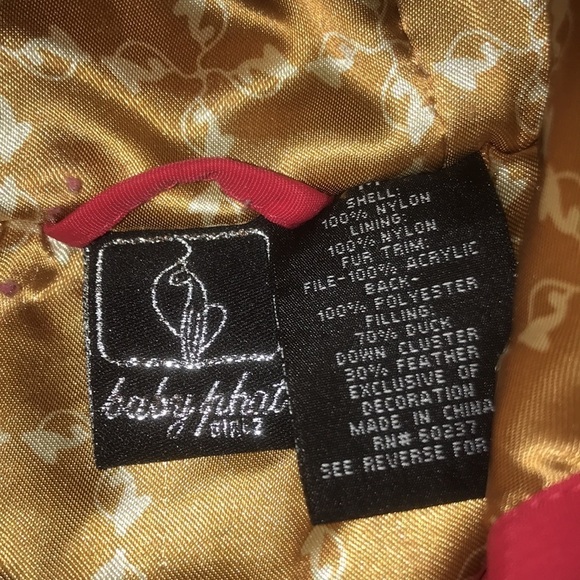 baby phat
GIRLZ
SHELL:
100% NYLON
LINING:
100% NYLON
FUR TRIM:
FILE-100% ACRYLIC
BACK-
100% POLYESTER
FILLING:
70% DUCK
DOWN CLUSTER
30% FEATHER
EXCLUSIVE OF
DECORATION
MADE IN CHINA
RN# 60237
SEE REVERSE FOR